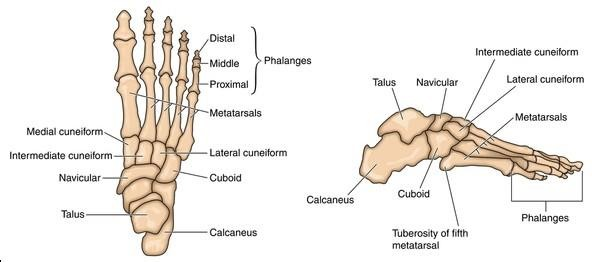 Distal
Middle
Phalanges
Proximal
Metatarsals
Medial cuneiform
Intermediate cuneiform
Lateral cuneiform
Navicular
Cuboid
Talus
Calcaneus
Intermediate cuneiform
Talus
Navicular
Lateral cuneiform
Metatarsals
Calcaneus
Cuboid
Tuberosity of fifth
metatarsal
Phalanges